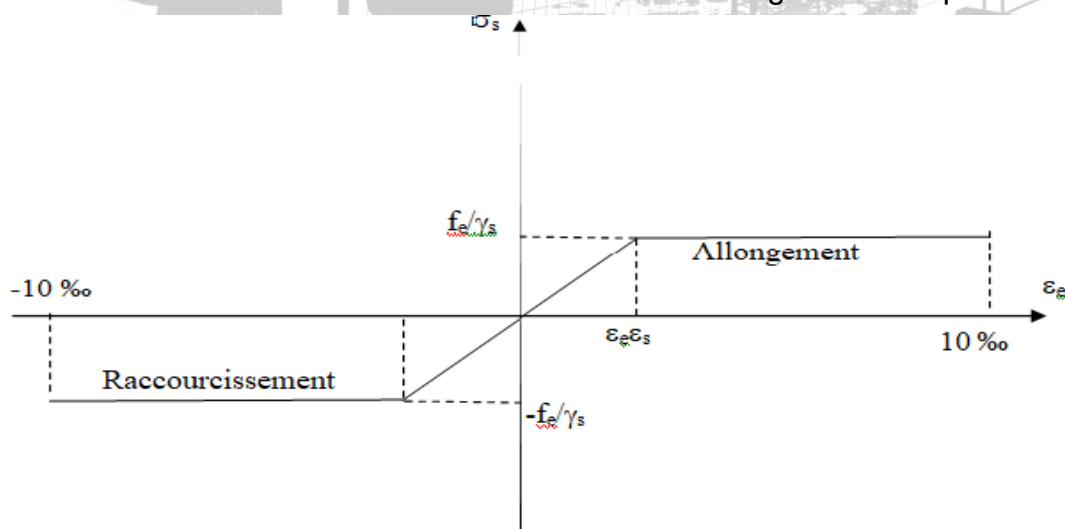 σs
fe/γs
Allongement
-10 ‰
εe
εeεs
10 ‰
Raccourcissement
-fe/γs